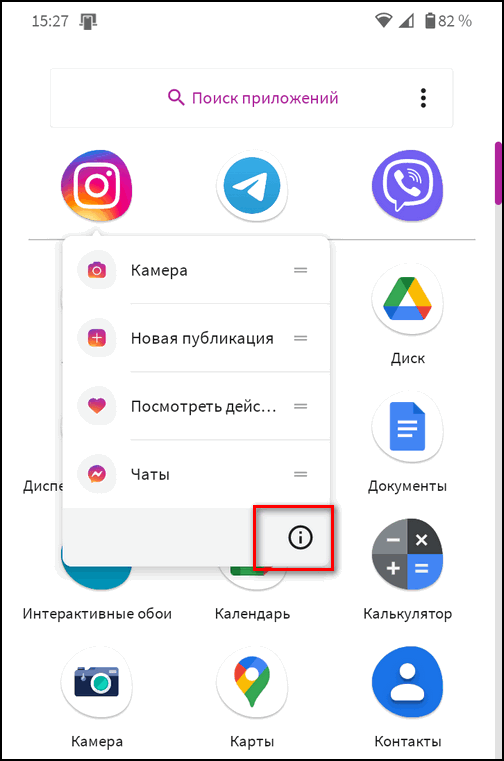 15:27
82 %
Поиск приложений
Камера
Новая публикация
Посмотреть дейс...
Чаты
Диск
Диспе
Документы
Интерактивные обои
Календарь
Калькулятор
Камера
Карты
Контакты